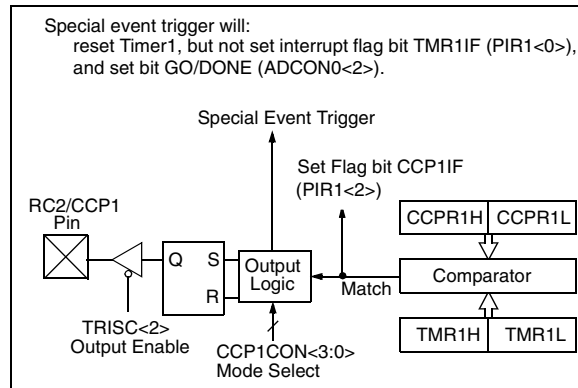 Special event trigger will:
reset Timer1, but not set interrupt flag bit TMR1IF (PIR1<0>),
and set bit GO/DONE (ADCON0<2>).
Special Event Trigger
Set Flag bit CCP1IF
(PIR1<2>)
RC2/CCP1
Pin
CCPR1H CCPR1L
Q S
R
Output
Logic
Match
Comparator
TRISC<2>
Output Enable
CCP1CON<3:0>
Mode Select
TMR1H TMR1L